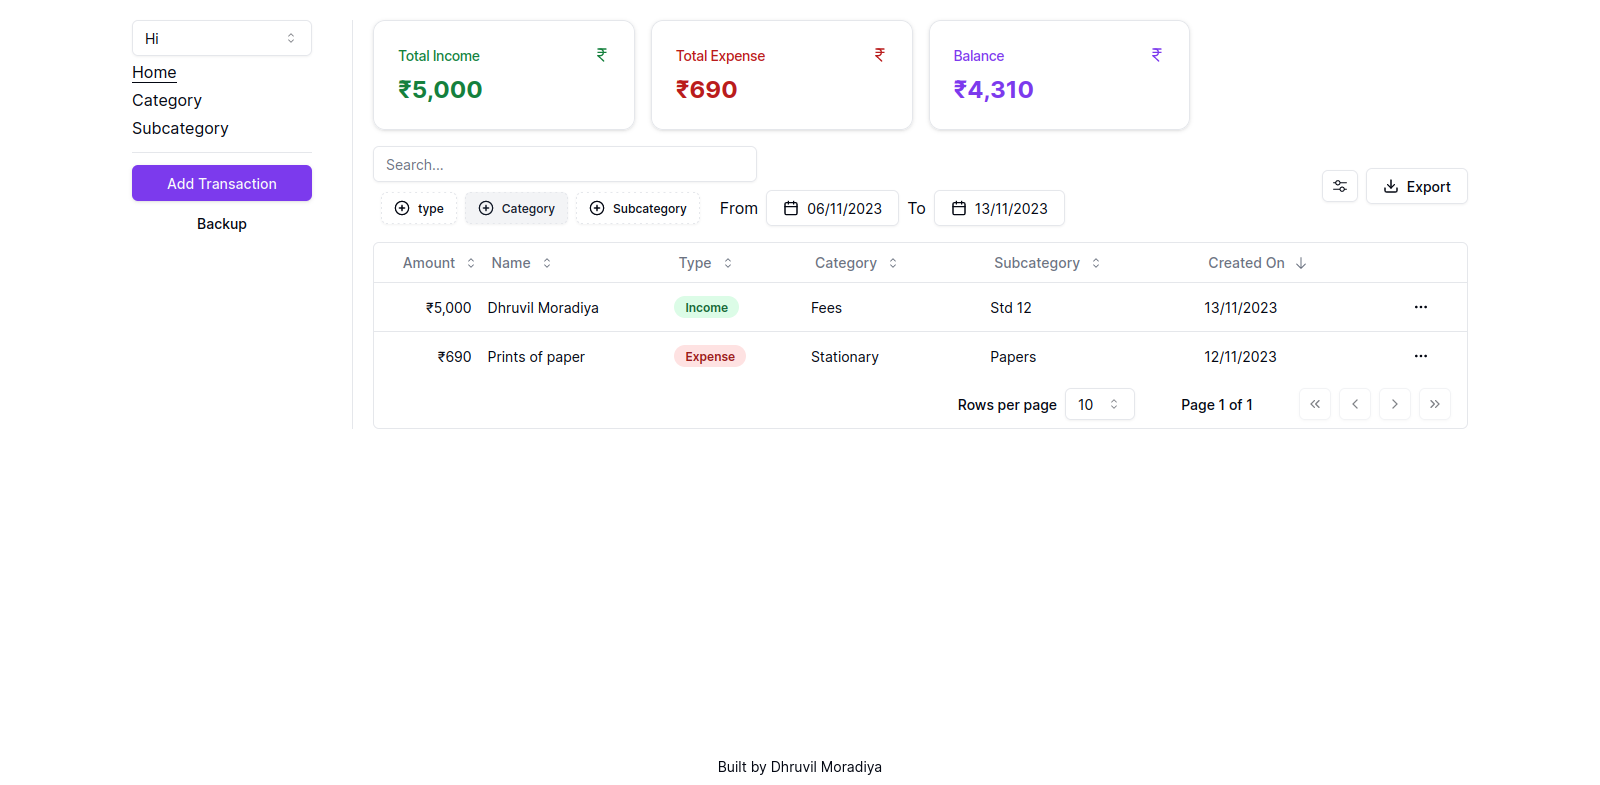 Hi
Home
Category
Subcategory
Add Transaction
Backup
Total Income ₹
₹5,000
Total Expense ₹
₹690
Balance ₹
₹4,310
Search...
type Category Subcategory From 06/11/2023 To 13/11/2023
Export
Amount Name Type Category Subcategory Created On
₹5,000 Dhruvil Moradiya Income Fees Std 12 13/11/2023
₹690 Prints of paper Expense Stationary Papers 12/11/2023
Rows per page 10 Page 1 of 1
Built by Dhruvil Moradiya